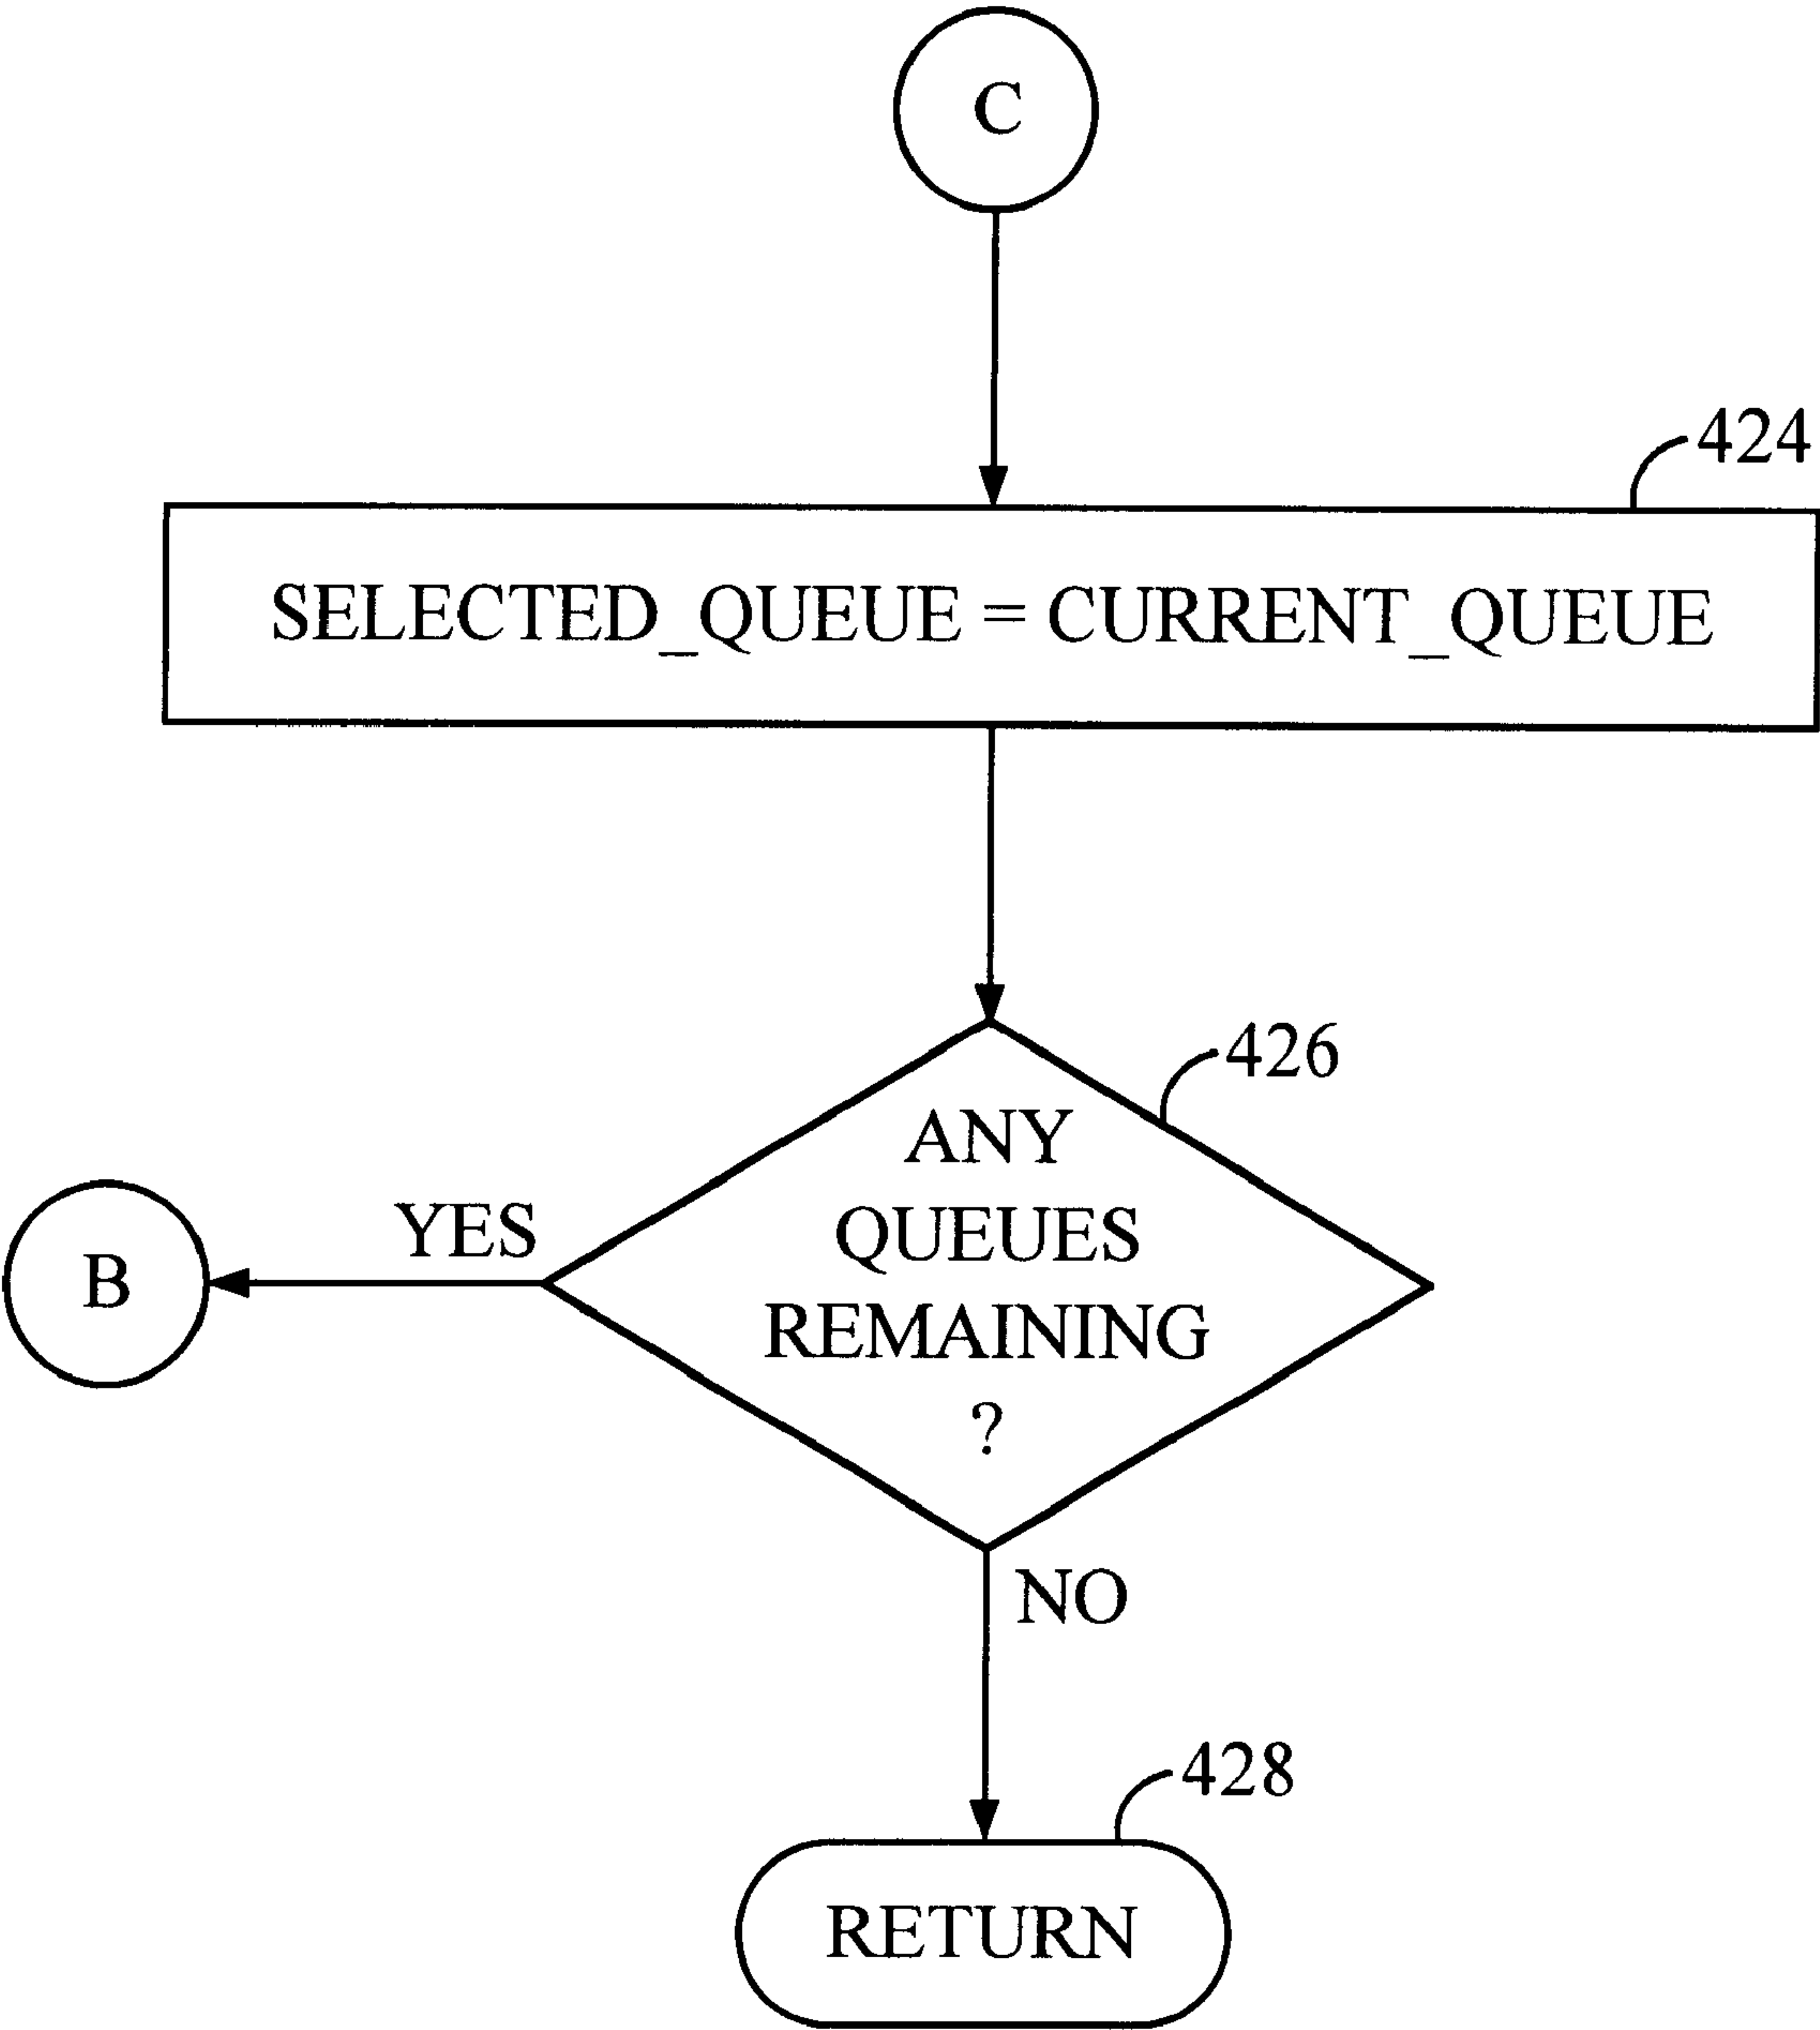 C
424
SELECTED_QUEUE = CURRENT_QUEUE
426
ANY
QUEUES
REMAINING
?
YES
B
NO
428
RETURN